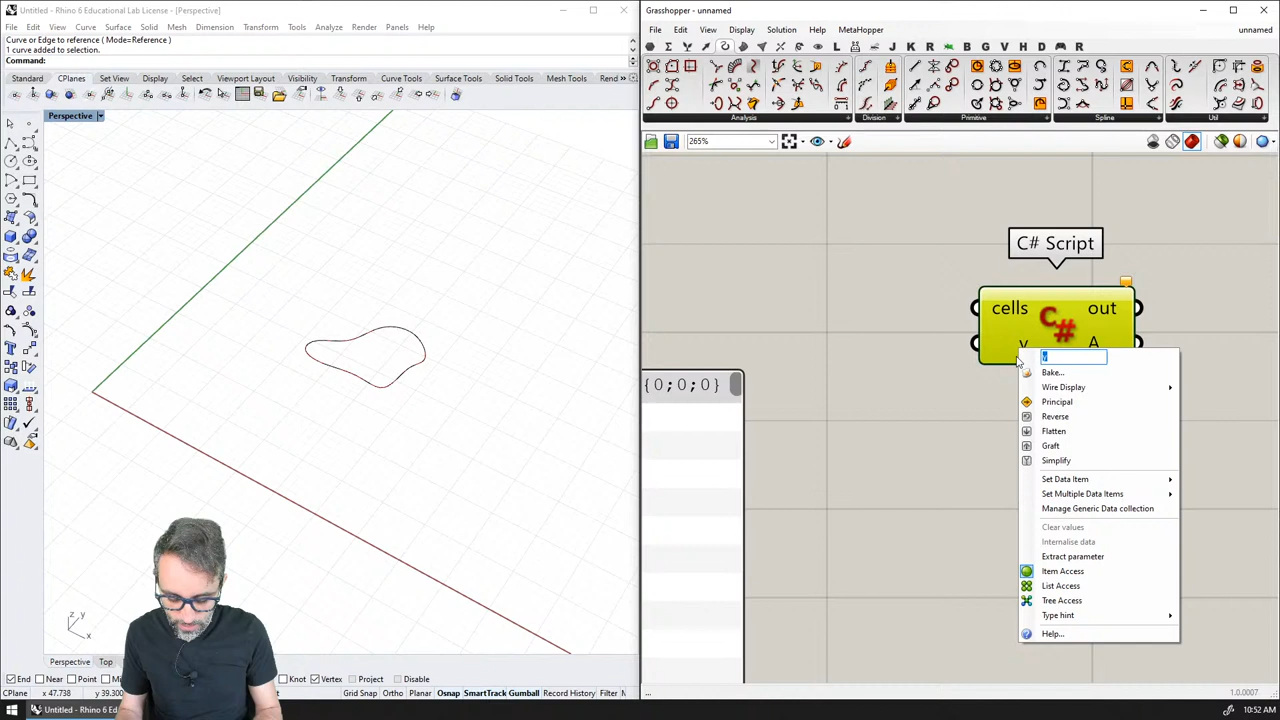 Untitled - Rhino 6 Educational Lab License - [Perspective]
File Edit View Curve Surface Solid Mesh Dimension Transform Tools Analyze Render Panels Help
Curve or Edge to reference ( Mode=Reference )
1 curve added to selection.
Command:
Standard CPlanes Set View Display Select Viewport Layout Visibility Transform Curve Tools Surface Tools Solid Tools Mesh Tools Rend »
Perspective
z y
x
Perspective Top
End Near Point Mid Knot Vertex Project Disable
CPlane x 47.738 y 39.300 Grid Snap Ortho Planar Osnap SmartTrack Gumball Record History Filter
Untitled - Rhino 6 Ed
Grasshopper - unnamed
File Edit View Display Solution Help MetaHopper unnamed
J K R B G V H D R
Analysis Division Primitive Spline Util
265%
C# Script
cells out
C#
y A
{0;0;0}
y
Bake...
Wire Display
Principal
Reverse
Flatten
Graft
Simplify
Set Data Item
Set Multiple Data Items
Manage Generic Data collection
Clear values
Internalise data
Extract parameter
Item Access
List Access
Tree Access
Type hint
Help...
... 1.0.0007
10:52 AM